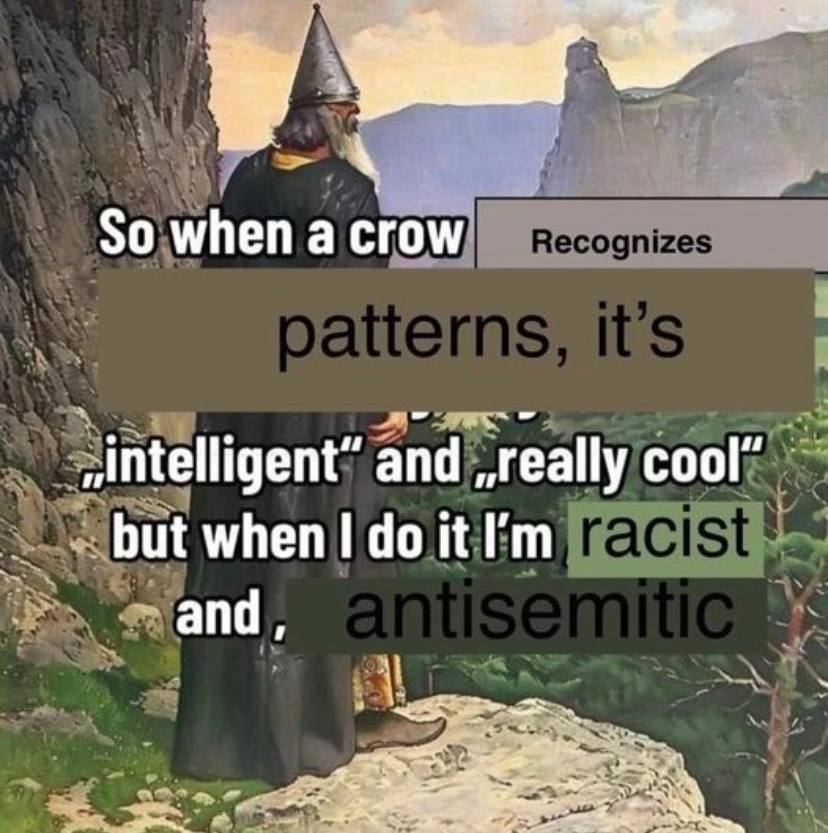 So when a crow Recognizes
patterns, it's
„intelligent“ and „really cool“
but when I do it I'm racist
and , antisemitic